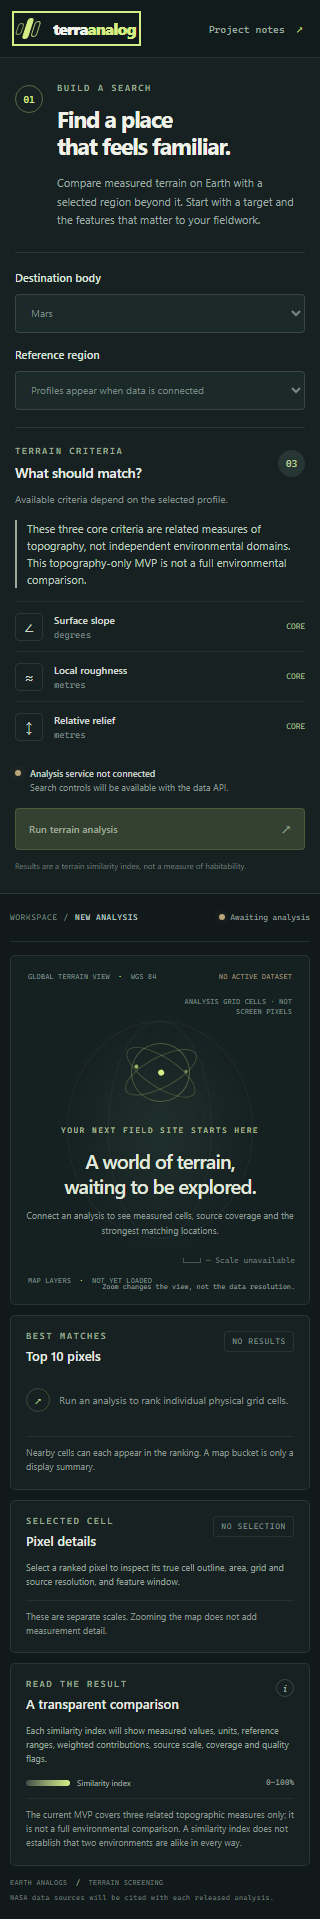 terraanalog
Project notes ↗
01
BUILD A SEARCH
Find a place
that feels familiar.
Compare measured terrain on Earth with a
selected region beyond it. Start with a target and
the features that matter to your fieldwork.
Destination body
Mars
Reference region
Profiles appear when data is connected
TERRAIN CRITERIA
What should match?
03
Available criteria depend on the selected profile.
These three core criteria are related measures of
topography, not independent environmental domains.
This topography-only MVP is not a full environmental
comparison.
∠ Surface slope
degrees
CORE
≈ Local roughness
metres
CORE
↕ Relative relief
metres
CORE
Analysis service not connected
Search controls will be available with the data API.
Run terrain analysis ↗
Results are a terrain similarity index, not a measure of habitability.
WORKSPACE / NEW ANALYSIS
Awaiting analysis
GLOBAL TERRAIN VIEW · WGS 84
NO ACTIVE DATASET
ANALYSIS GRID CELLS · NOT
SCREEN PIXELS
YOUR NEXT FIELD SITE STARTS HERE
A world of terrain,
waiting to be explored.
Connect an analysis to see measured cells, source coverage and the
strongest matching locations.
— Scale unavailable
MAP LAYERS · NOT YET LOADED
Zoom changes the view, not the data resolution.
BEST MATCHES
Top 10 pixels
NO RESULTS
↗ Run an analysis to rank individual physical grid cells.
Nearby cells can each appear in the ranking. A map bucket is only a
display summary.
SELECTED CELL
Pixel details
NO SELECTION
Select a ranked pixel to inspect its true cell outline, area, grid and
source resolution, and feature window.
These are separate scales. Zooming the map does not add
measurement detail.
READ THE RESULT
A transparent comparison
i
Each similarity index will show measured values, units, reference
ranges, weighted contributions, source scale, coverage and quality
flags.
Similarity index
0–100%
The current MVP covers three related topographic measures only; it
is not a full environmental comparison. A similarity index does not
establish that two environments are alike in every way.
EARTH ANALOGS / TERRAIN SCREENING
NASA data sources will be cited with each released analysis.